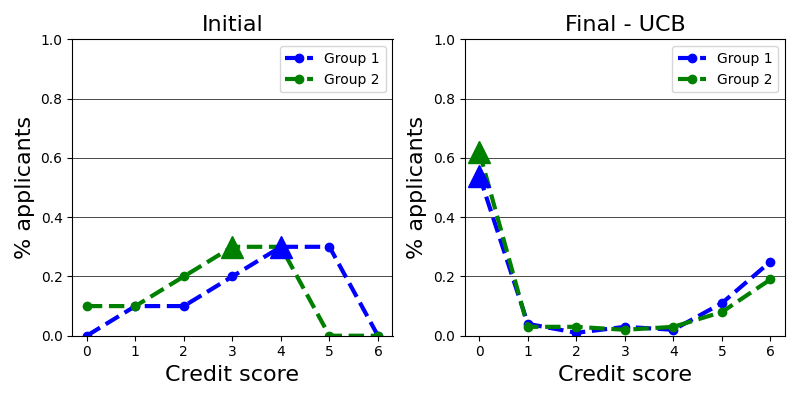 Initial
1.0
0.8
0.6
0.4
0.2
0.0
% applicants
0 1 2 3 4 5 6
Credit score
Group 1
Group 2
Final - UCB
1.0
0.8
0.6
0.4
0.2
0.0
% applicants
0 1 2 3 4 5 6
Credit score
Group 1
Group 2